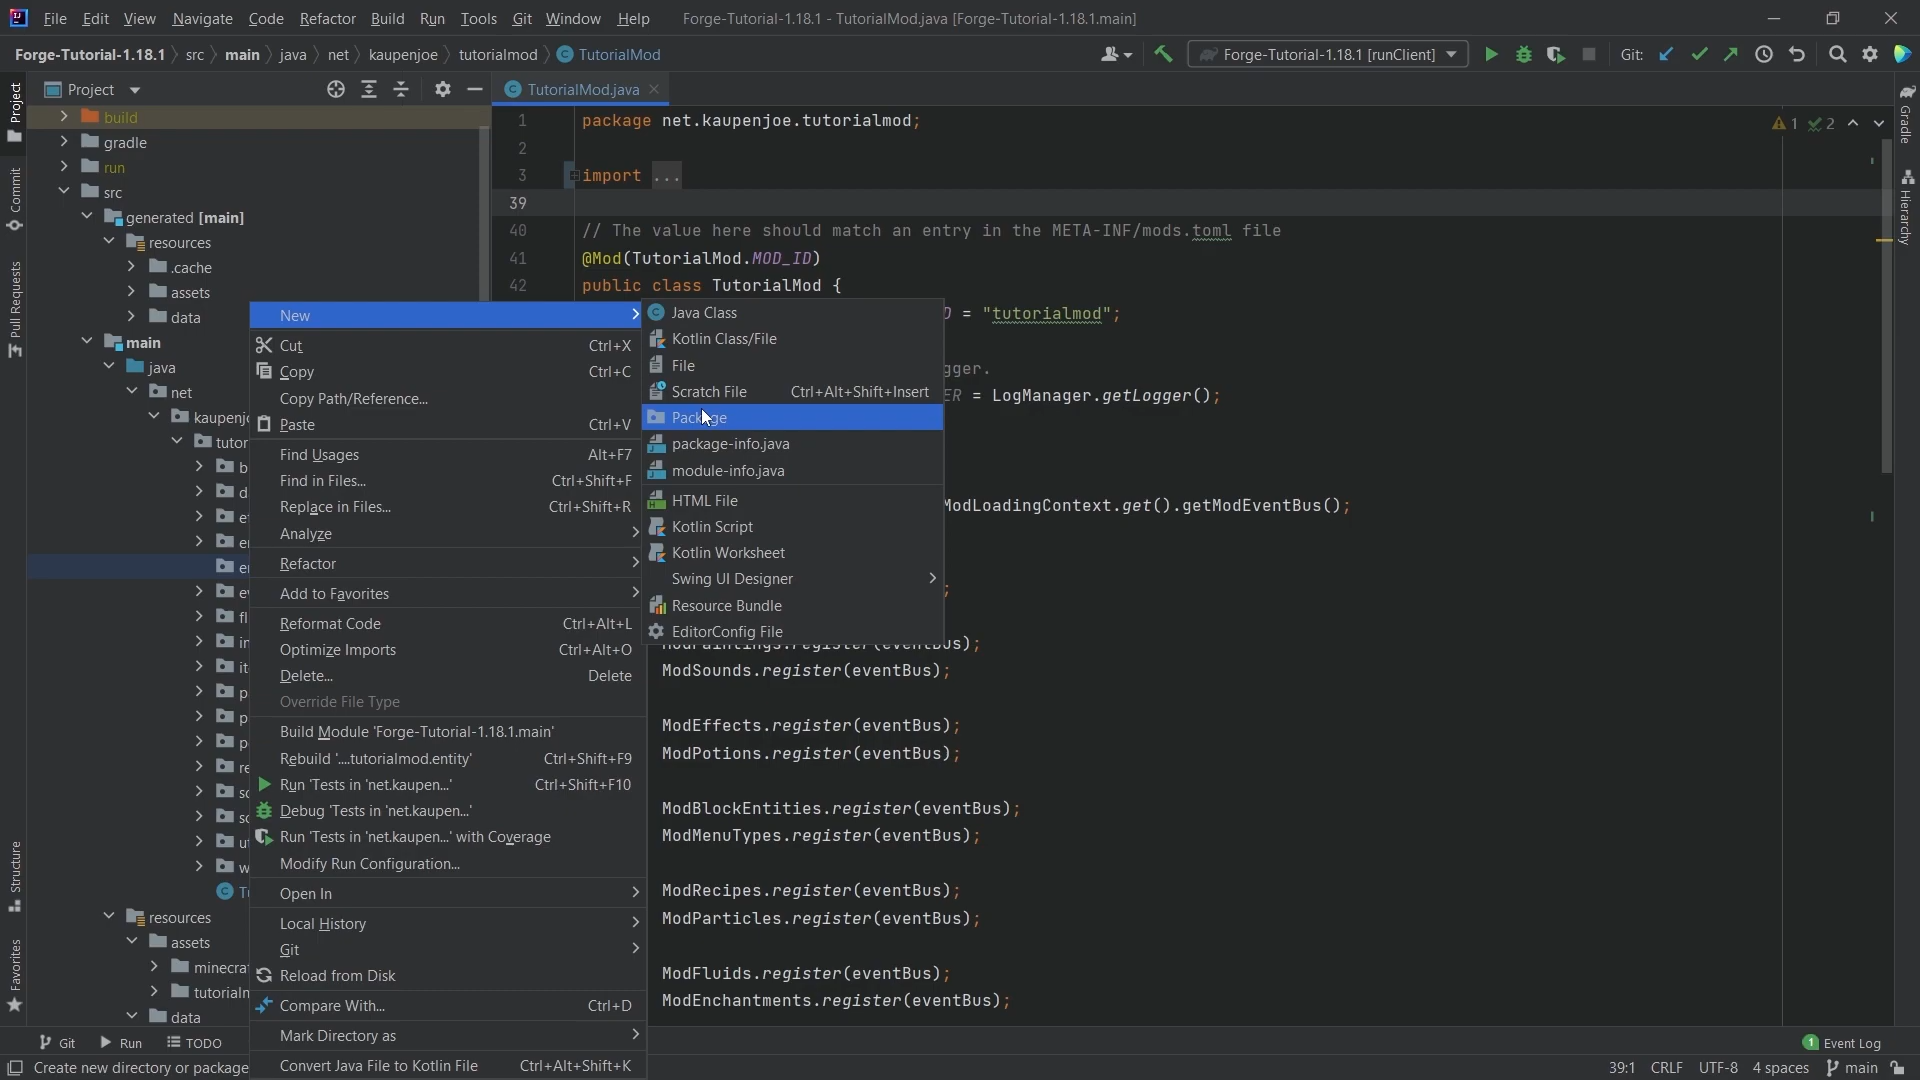 File Edit View Navigate Code Refactor Build Run Tools Git Window Help Forge-Tutorial-1.18.1 - TutorialMod.java [Forge-Tutorial-1.18.1.main]
Forge-Tutorial-1.18.1 src main java net kaupenjoe tutorialmod TutorialMod Forge-Tutorial-1.18.1 [runClient] Git:
Project
TutorialMod.java
Project
Commit
Pull Requests
Structure
Favorites
build
gradle
run
src
generated [main]
resources
.cache
assets
data
main
java
net
resources
assets
data
New
Cut Ctrl+X
Copy Ctrl+C
Copy Path/Reference...
Paste Ctrl+V
Find Usages Alt+F7
Find in Files... Ctrl+Shift+F
Replace in Files... Ctrl+Shift+R
Analyze
Refactor
Add to Favorites
Reformat Code Ctrl+Alt+L
Optimize Imports Ctrl+Alt+O
Delete... Delete
Override File Type
Build Module 'Forge-Tutorial-1.18.1.main'
Rebuild '....tutorialmod.entity' Ctrl+Shift+F9
Run 'Tests in 'net.kaupen...' Ctrl+Shift+F10
Debug 'Tests in 'net.kaupen...'
Run 'Tests in 'net.kaupen...' with Coverage
Modify Run Configuration...
Open In
Local History
Git
Reload from Disk
Compare With... Ctrl+D
Mark Directory as
Convert Java File to Kotlin File Ctrl+Alt+Shift+K
Java Class
Kotlin Class/File
File
Scratch File Ctrl+Alt+Shift+Insert
Package
package-info.java
module-info.java
HTML File
Kotlin Script
Kotlin Worksheet
Swing UI Designer
Resource Bundle
EditorConfig File
1 package net.kaupenjoe.tutorialmod;
2
3 import ...
39
40 // The value here should match an entry in the META-INF/mods.toml file
41 @Mod(TutorialMod.MOD_ID)
42 public class TutorialMod {
= "tutorialmod";
= LogManager.getLogger();
ModLoadingContext.get().getModEventBus();
ModPaintings.register(eventBus);
ModSounds.register(eventBus);
ModEffects.register(eventBus);
ModPotions.register(eventBus);
ModBlockEntities.register(eventBus);
ModMenuTypes.register(eventBus);
ModRecipes.register(eventBus);
ModParticles.register(eventBus);
ModFluids.register(eventBus);
ModEnchantments.register(eventBus);
1 2
Gradle
Hierarchy
Git Run TODO
1 Event Log
Create new directory or package
39:1 CRLF UTF-8 4 spaces main